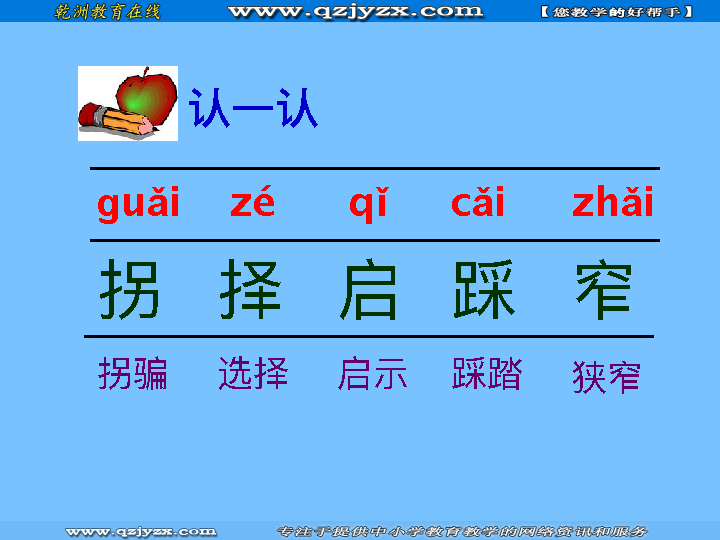 乾洲教育在线 www.qzjyzx.com 【您教学的好帮手】
认一认
guǎi zé qǐ cǎi zhǎi
拐 择 启 踩 窄
拐骗 选择 启示 踩踏 狭窄
www.qzjyzx.com 专注于提供中小学教育教学的网络资讯和服务